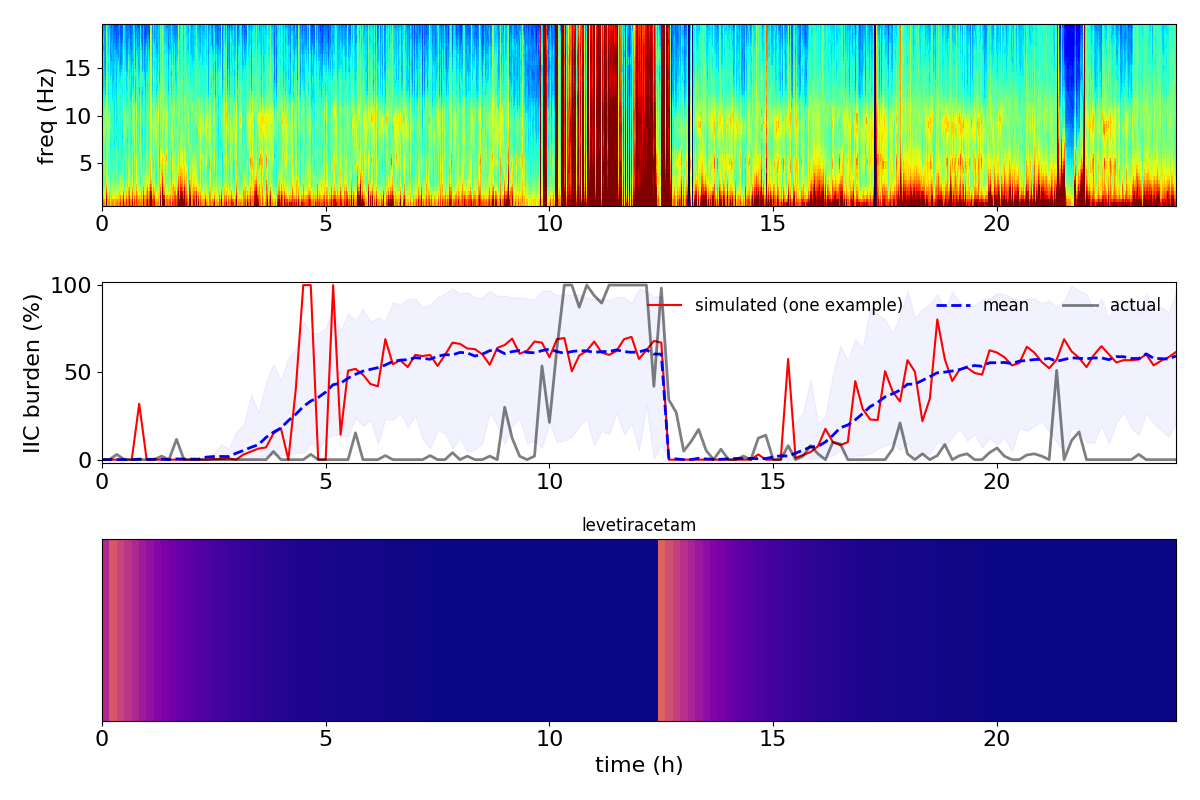 freq (Hz)
15
10
5
0 5 10 15 20
IIC burden (%)
100
50
0
simulated (one example) mean actual
0 5 10 15 20
levetiracetam
0 5 10 15 20
time (h)